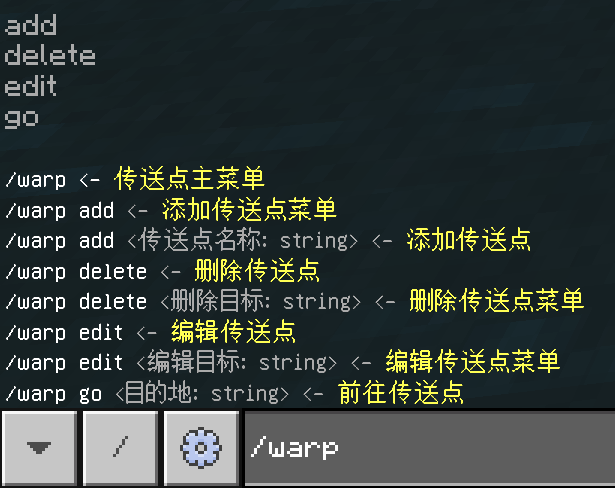 add
delete
edit
go
/warp <- 传送点主菜单
/warp add <- 添加传送点菜单
/warp add <传送点名称: string> <- 添加传送点
/warp delete <- 删除传送点
/warp delete <删除目标: string> <- 删除传送点菜单
/warp edit <- 编辑传送点
/warp edit <编辑目标: string> <- 编辑传送点菜单
/warp go <目的地: string> <- 前往传送点
/ /warp